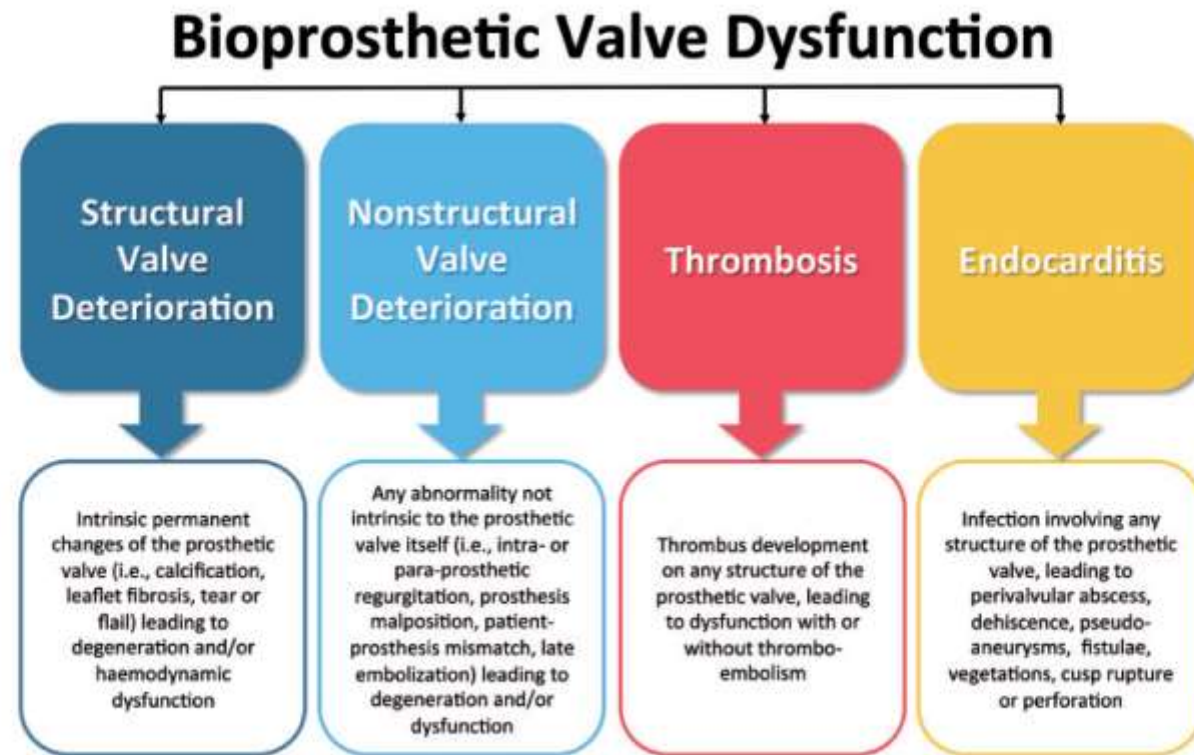 Bioprosthetic Valve Dysfunction
Structural
Valve
Deterioration
Nonstructural
Valve
Deterioration
Thrombosis
Endocarditis
Intrinsic permanent
changes of the prosthetic
valve (i.e., calcification,
leaflet fibrosis, tear or
flail) leading to
degeneration and/or
haemodynamic
dysfunction
Any abnormality not
intrinsic to the prosthetic
valve itself (i.e., intra- or
para-prosthetic
regurgitation, prosthesis
malposition, patient-
prosthesis mismatch, late
embolization) leading to
degeneration and/or
dysfunction
Thrombus development
on any structure of the
prosthetic valve, leading
to dysfunction with or
without thrombo-
embolism
Infection involving any
structure of the prosthetic
valve, leading to
perivalvular abscess,
dehiscence, pseudo-
aneurysms, fistulae,
vegetations, cusp rupture
or perforation